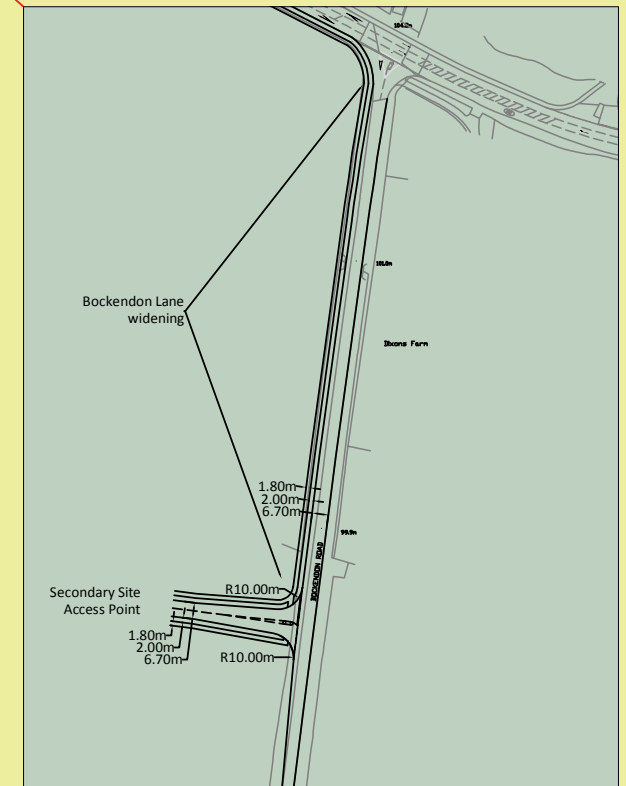 104.2m
101.0m
Bockendon Lane
widening
Dixons Farm
1.80m
2.00m
6.70m
99.9m
BOCKENDON ROAD
R10.00m
Secondary Site
Access Point
1.80m
2.00m
6.70m
R10.00m